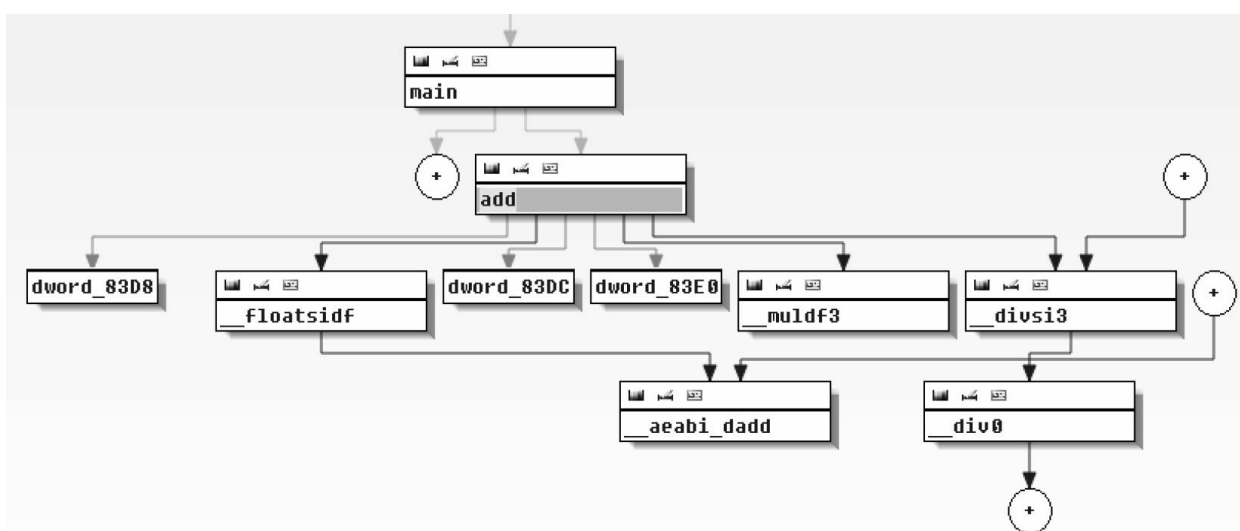 main
+
add
+
dword_83D8
__floatsidf
dword_83DC
dword_83E0
__muldf3
__divsi3
+
__aeabi_dadd
__div0
+